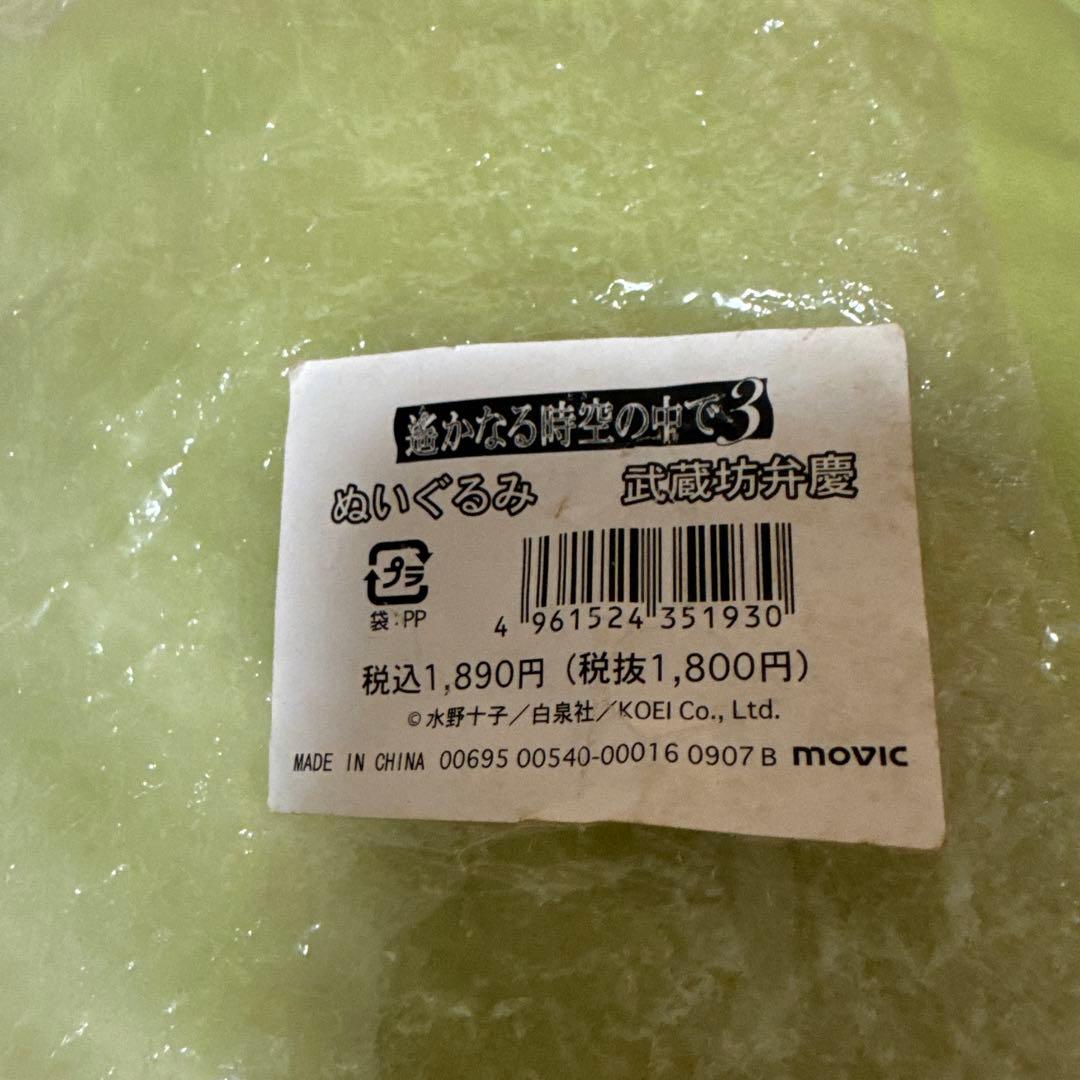 遙かなる時空の中で3
ぬいぐるみ 武蔵坊弁慶
プラ
袋:PP
4 961524 351930
税込1,890円(税抜1,800円)
©水野十子/白泉社/KOEI Co., Ltd.
MADE IN CHINA 00695 00540-00016 0907 B movic